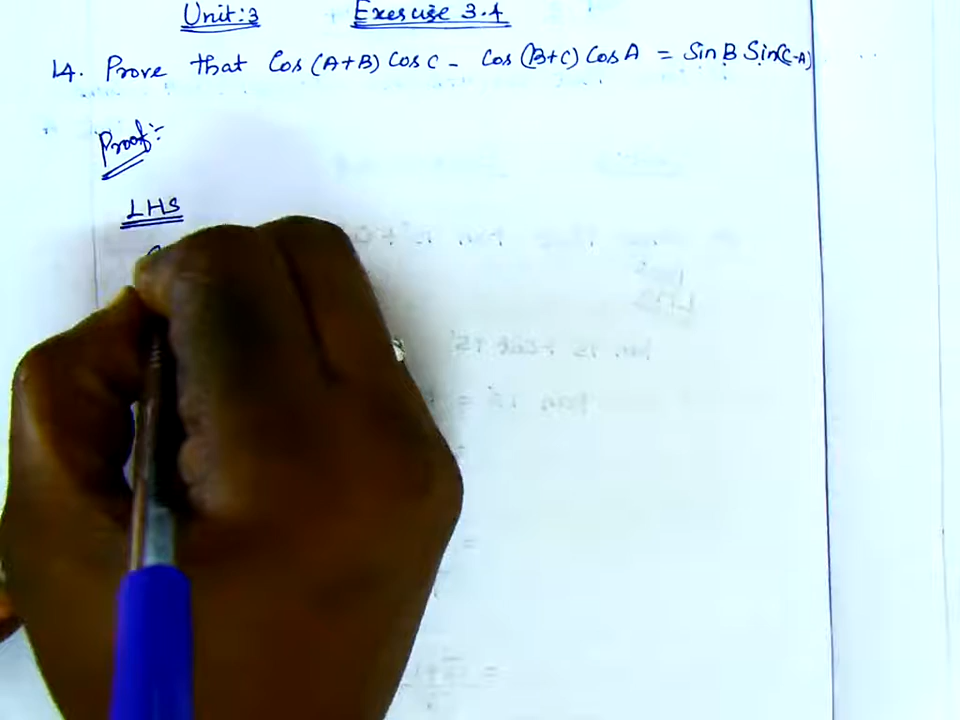 Unit:3 Exercise 3.4
14. Prove that Cos (A+B) Cos C - Cos (B+C) Cos A = Sin B Sin(C-A)
Proof:-
LHS